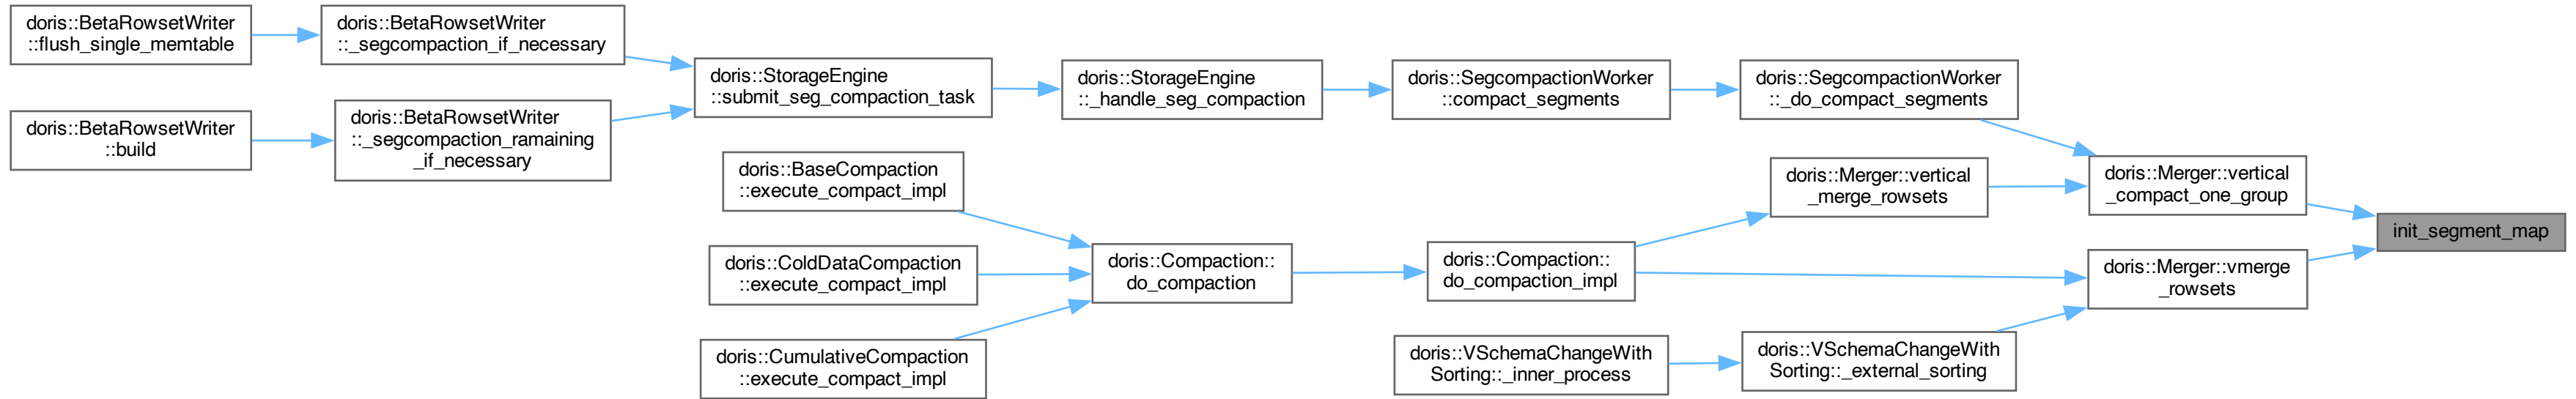 doris::BetaRowsetWriter
::flush_single_memtable
doris::BetaRowsetWriter
::_segcompaction_if_necessary
doris::BetaRowsetWriter
::build
doris::BetaRowsetWriter
::_segcompaction_ramaining
_if_necessary
doris::StorageEngine
::submit_seg_compaction_task
doris::StorageEngine
::_handle_seg_compaction
doris::SegcompactionWorker
::compact_segments
doris::SegcompactionWorker
::_do_compact_segments
doris::BaseCompaction
::execute_compact_impl
doris::ColdDataCompaction
::execute_compact_impl
doris::CumulativeCompaction
::execute_compact_impl
doris::Compaction::
do_compaction
doris::Compaction::
do_compaction_impl
doris::Merger::vertical
_merge_rowsets
doris::Merger::vertical
_compact_one_group
doris::VSchemaChangeWith
Sorting::_inner_process
doris::VSchemaChangeWith
Sorting::_external_sorting
doris::Merger::vmerge
_rowsets
init_segment_map